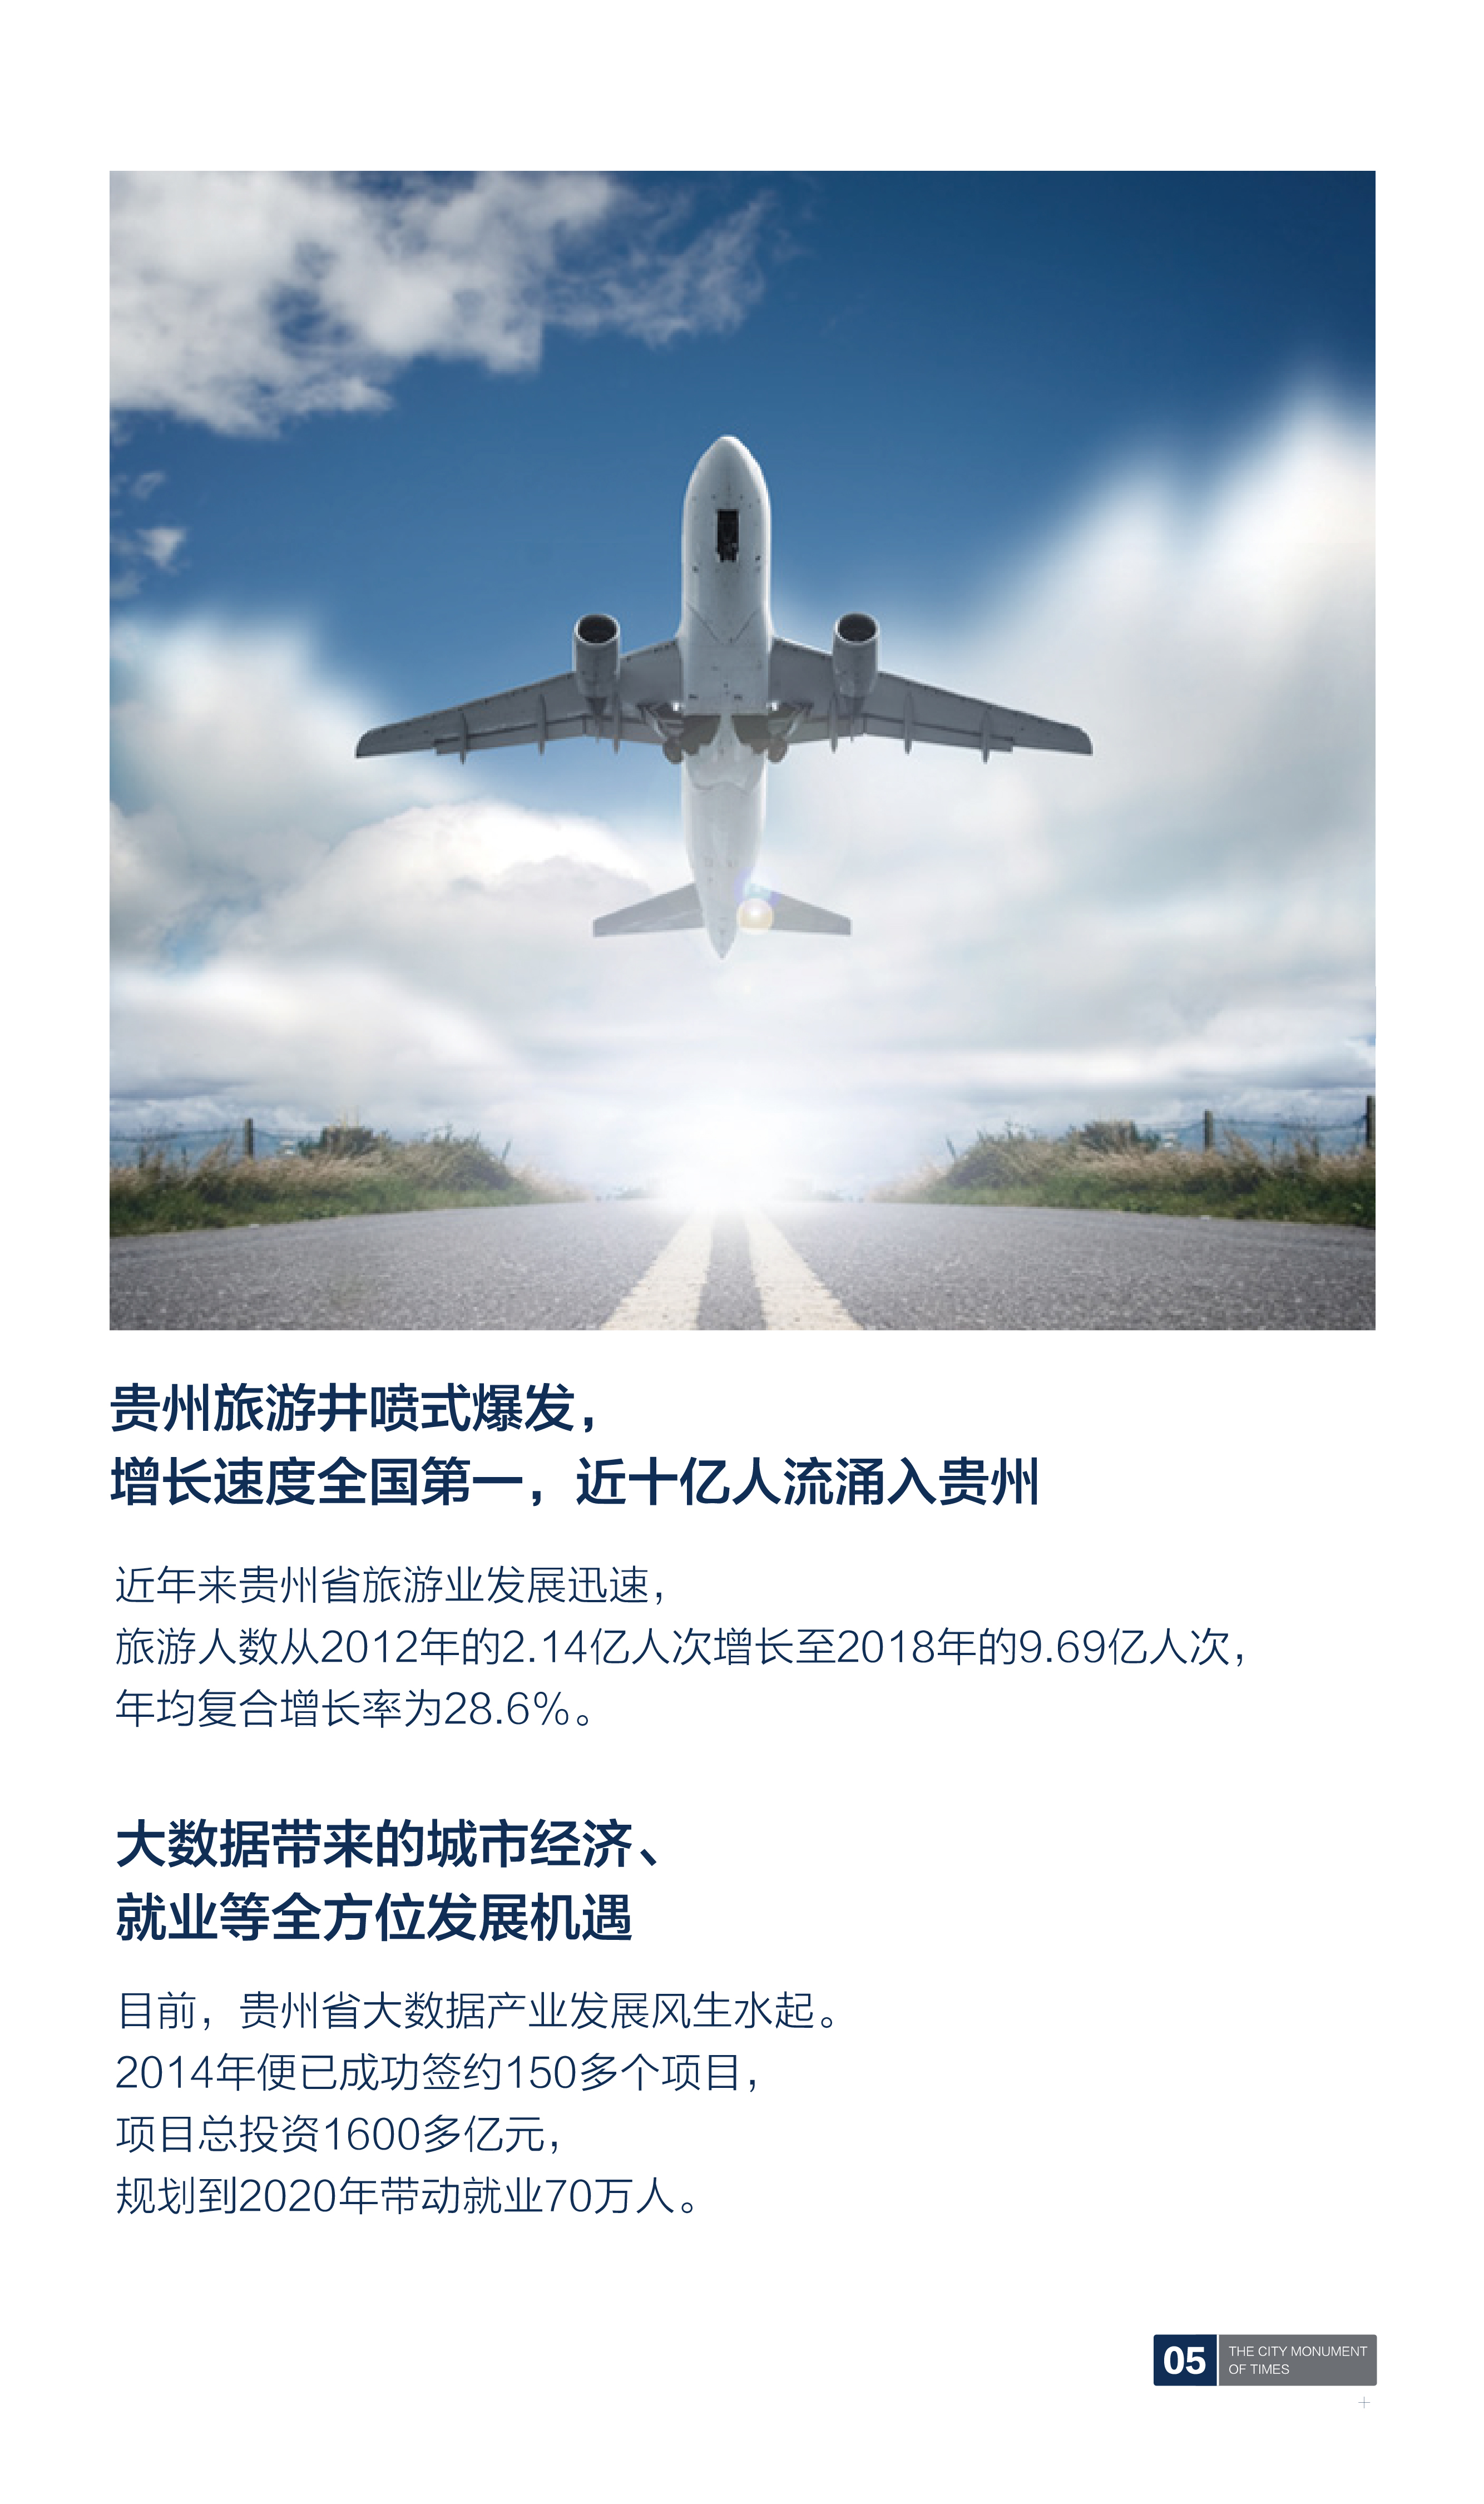 贵州旅游井喷式爆发，
增长速度全国第一，近十亿人流涌入贵州
近年来贵州省旅游业发展迅速，
旅游人数从2012年的2.14亿人次增长至2018年的9.69亿人次，
年均复合增长率为28.6%。
大数据带来的城市经济、
就业等全方位发展机遇
目前，贵州省大数据产业发展风生水起。
2014年便已成功签约150多个项目，
项目总投资1600多亿元，
规划到2020年带动就业70万人。
05
THE CITY MONUMENT
OF TIMES